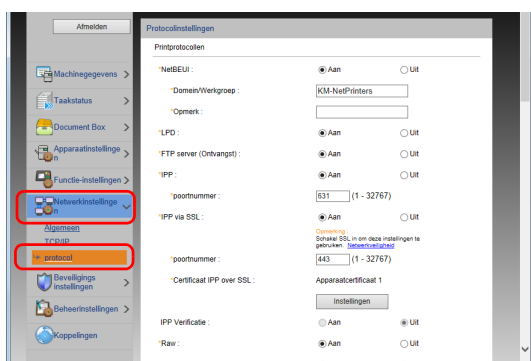 Afmelden
Protocolinstellingen
Printprotocollen
Machinegegevens
Taakstatus
Document Box
Apparaatinstellinge
n
Functie-instellingen
Netwerkinstellinge
n
Algemeen
TCP/IP
protocol
Beveiligings
instellingen
Beheerinstellingen
Koppelingen
*NetBEUI : Aan Uit
*Domein/Werkgroep : KM-NetPrinters
*Opmerk :
*LPD : Aan Uit
*FTP server (Ontvangst) : Aan Uit
*IPP : Aan Uit
*poortnummer : 631 (1 - 32767)
*IPP via SSL : Aan Uit
Opmerking :
Schakel SSL in om deze instellingen te
gebruiken. Netwerkveiligheid
*poortnummer : 443 (1 - 32767)
*Certificaat IPP over SSL : Apparaatcertificaat 1
Instellingen
IPP Verificatie : Aan Uit
*Raw : Aan Uit